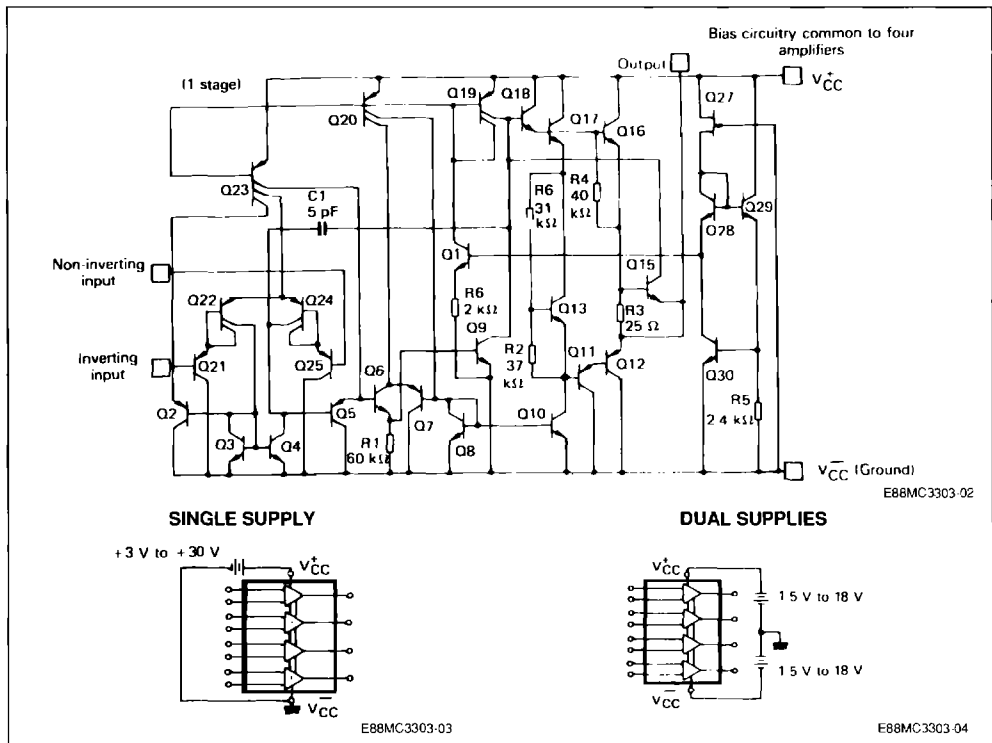 Bias circuitry common to four
amplifiers
Output
(1 stage)
V+CC
Q19
Q18
Q27
Q20
Q17
Q16
Q23
C1
5 pF
R6
31
kΩ
R4
40
kΩ
Q29
Q28
Non-inverting
input
Q1
Q15
Q22
Q24
R6
2 kΩ
Q13
R3
25 Ω
Q9
Inverting
input
Q21
Q25
Q6
R2
37
kΩ
Q11
Q12
Q30
Q2
Q5
R5
2.4 kΩ
Q3
Q4
R1
60 kΩ
Q7
Q8
Q10
V-CC (Ground)
E88MC3303-02
SINGLE SUPPLY
DUAL SUPPLIES
+3 V to +30 V
V+CC
V+CC
1.5 V to 18 V
1.5 V to 18 V
V-CC
V-CC
E88MC3303-03
E88MC3303-04